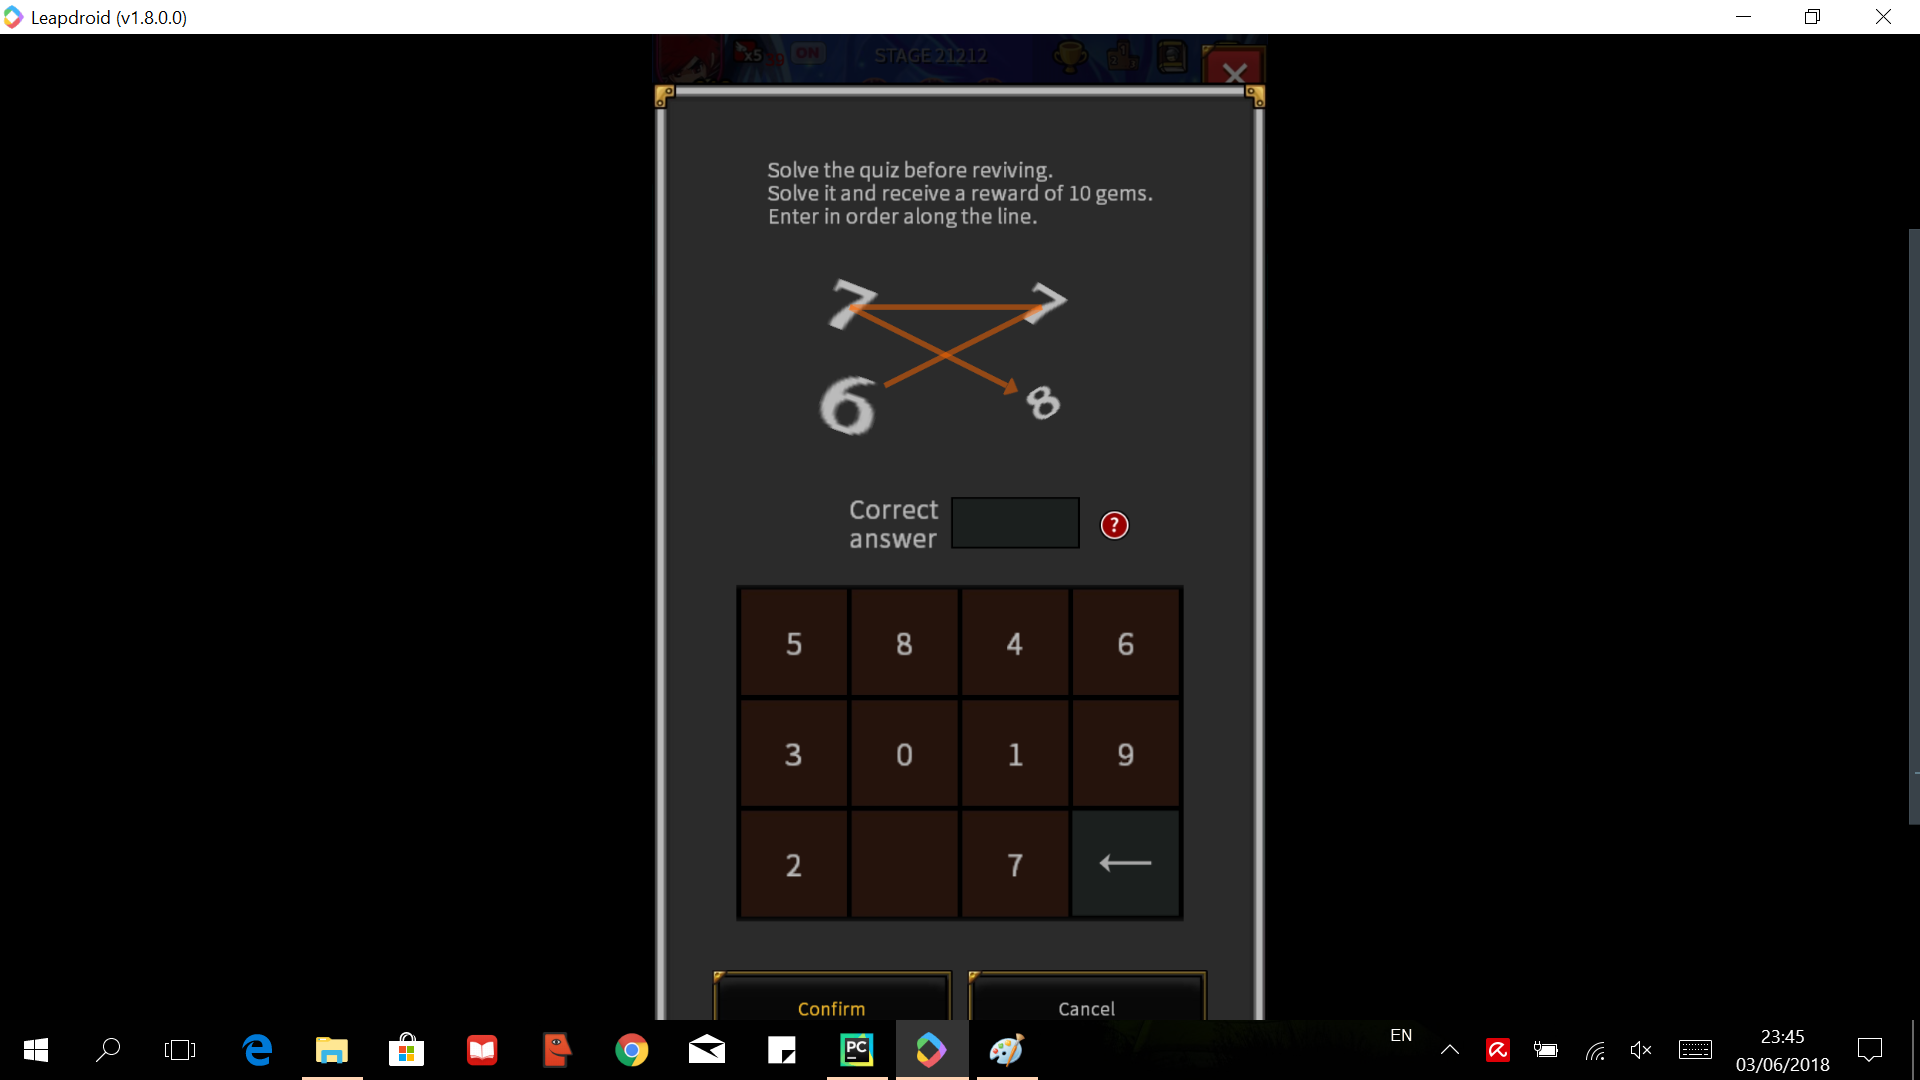 Leapdroid (v1.8.0.0)
x5
ON
STAGE 21212
Solve the quiz before reviving.
Solve it and receive a reward of 10 gems.
Enter in order along the line.
7 7
6 8
Correct
answer
?
5 8 4 6
3 0 1 9
2 7
Confirm Cancel
PC
EN
23:45
03/06/2018